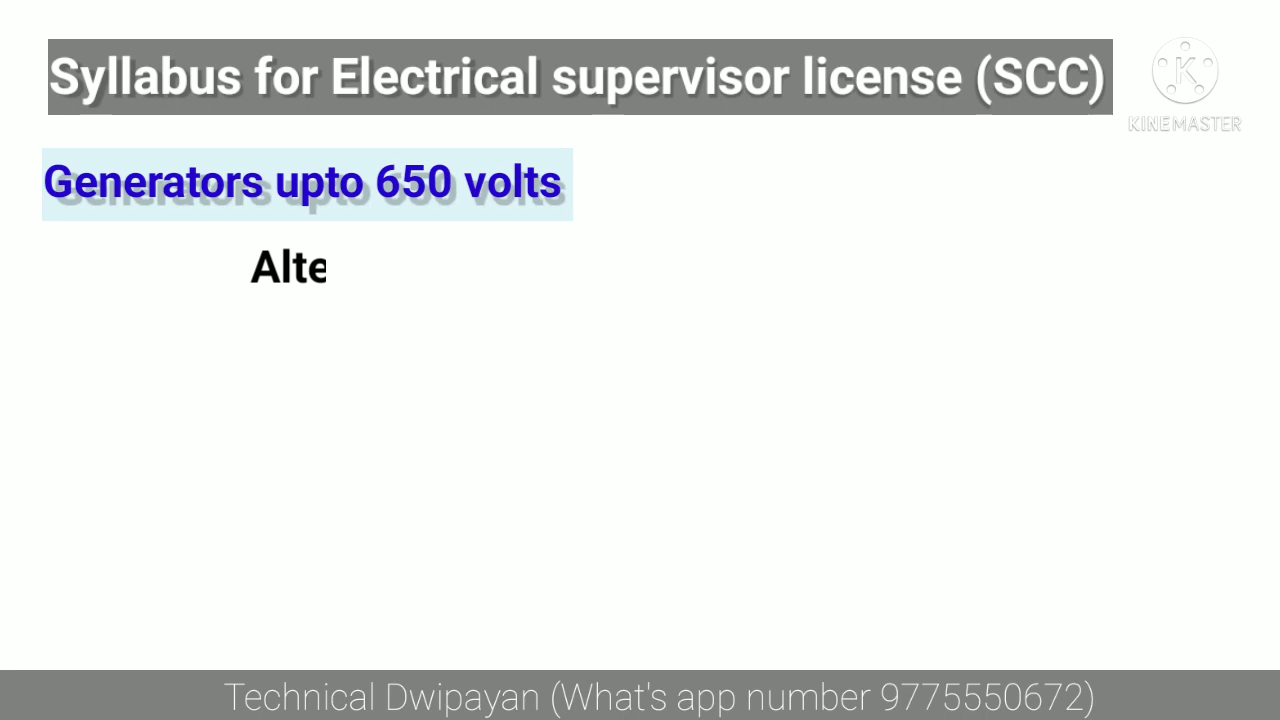 Syllabus for Electrical supervisor license (SCC)
K
KINEMASTER
Generators upto 650 volts
Alte
Technical Dwipayan (What's app number 9775550672)